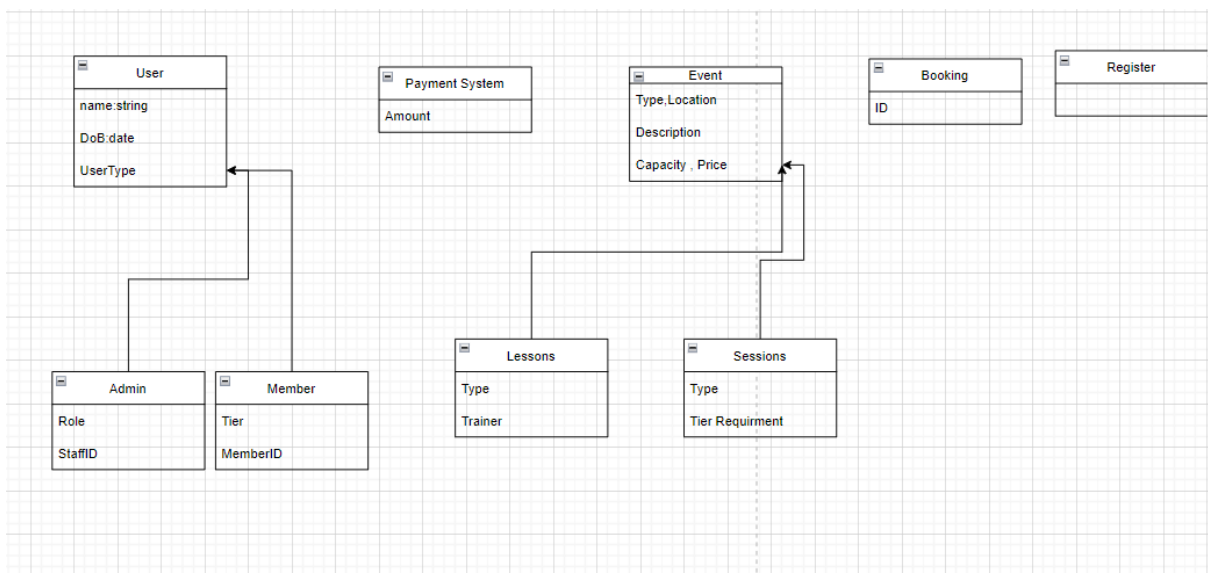 User
name:string
DoB:date
UserType
Payment System
Amount
Event
Type,Location
Description
Capacity , Price
Booking
ID
Register
Admin
Role
StaffID
Member
Tier
MemberID
Lessons
Type
Trainer
Sessions
Type
Tier Requirment